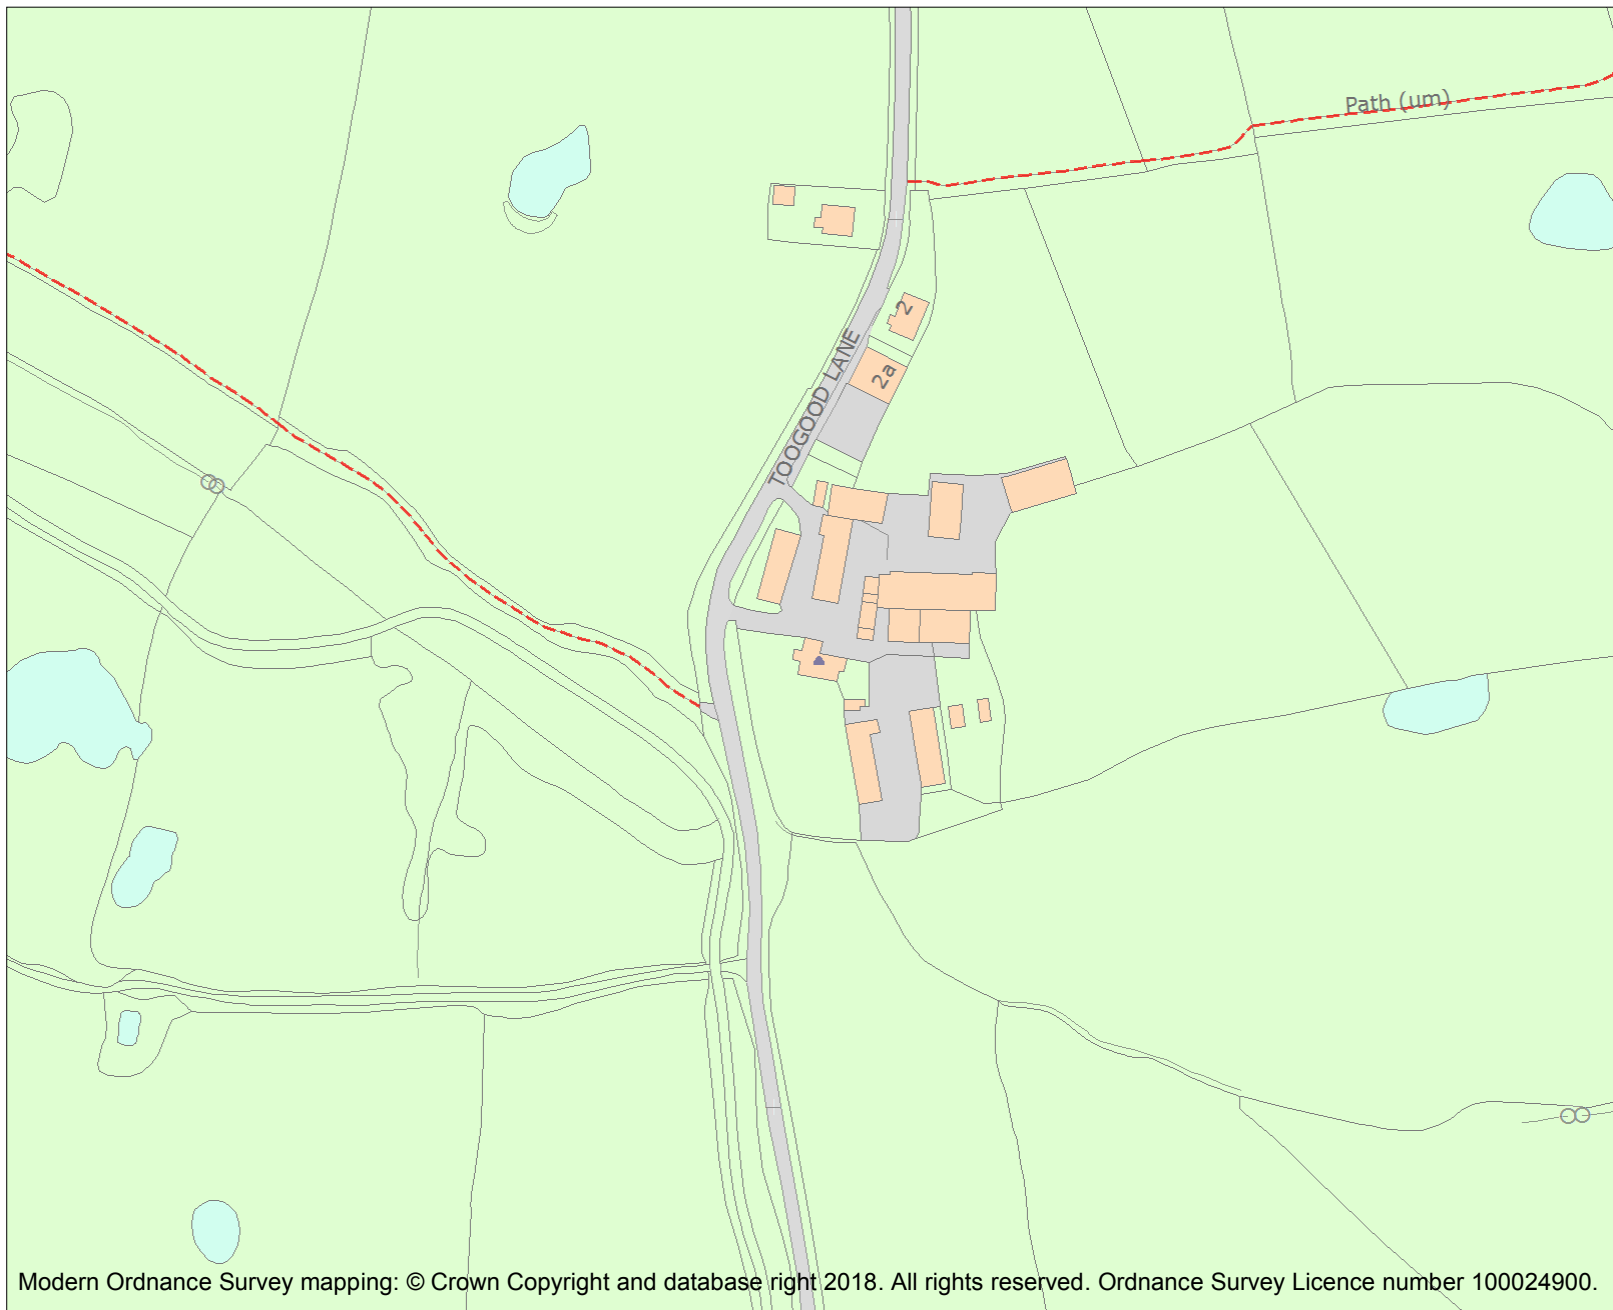 Path (um)
2
2a
TOOGOOD LANE
Modern Ordnance Survey mapping: © Crown Copyright and database right 2018. All rights reserved. Ordnance Survey Licence number 100024900.